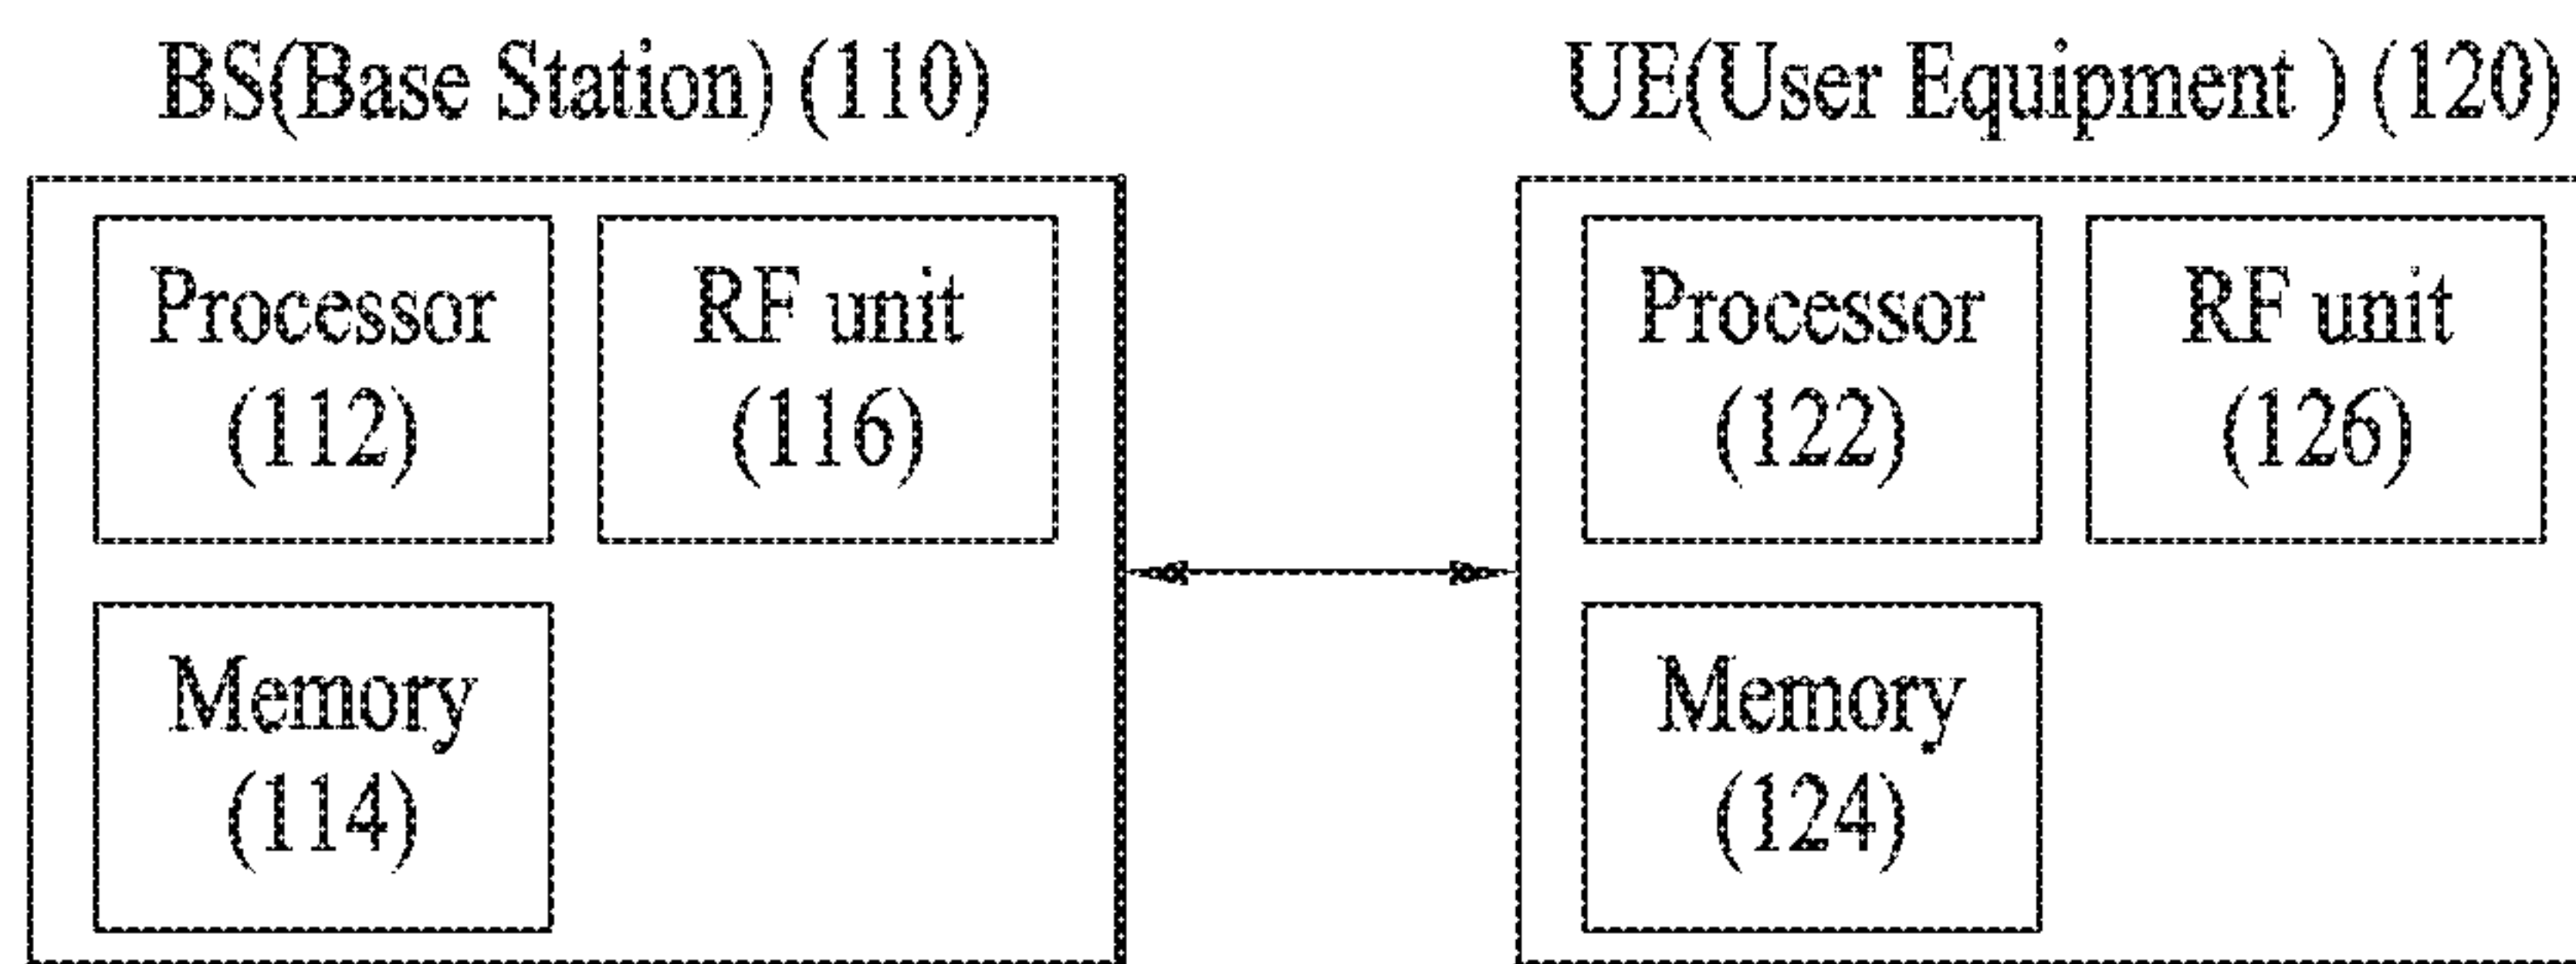 BS(Base Station) (110)
UE(User Equipment ) (120)
Processor
(112)
RF unit
(116)
Memory
(114)
Processor
(122)
RF unit
(126)
Memory
(124)